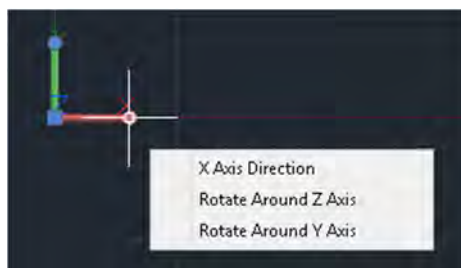 X Axis Direction
Rotate Around Z Axis
Rotate Around Y Axis